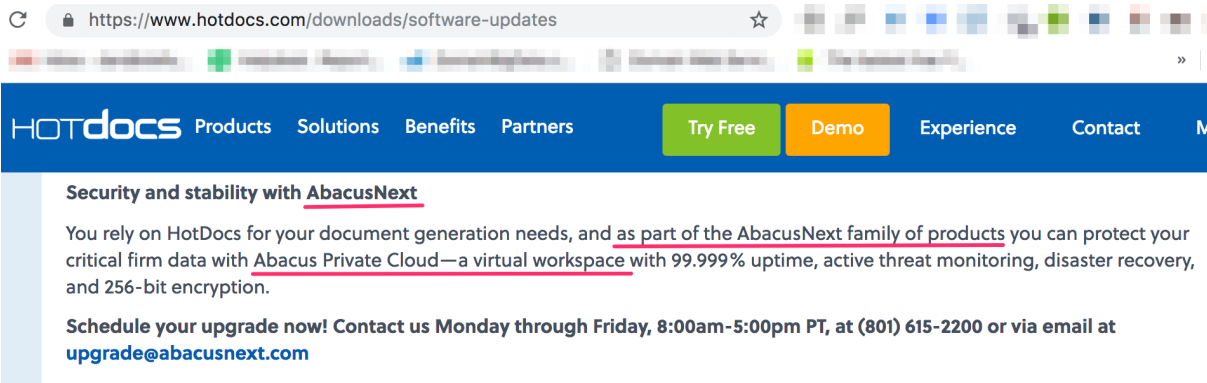 https://www.hotdocs.com/downloads/software-updates
»
HOTDOCS Products Solutions Benefits Partners Try Free Demo Experience Contact M
Security and stability with AbacusNext
You rely on HotDocs for your document generation needs, and as part of the AbacusNext family of products you can protect your
critical firm data with Abacus Private Cloud—a virtual workspace with 99.999% uptime, active threat monitoring, disaster recovery,
and 256-bit encryption.
Schedule your upgrade now! Contact us Monday through Friday, 8:00am-5:00pm PT, at (801) 615-2200 or via email at
upgrade@abacusnext.com